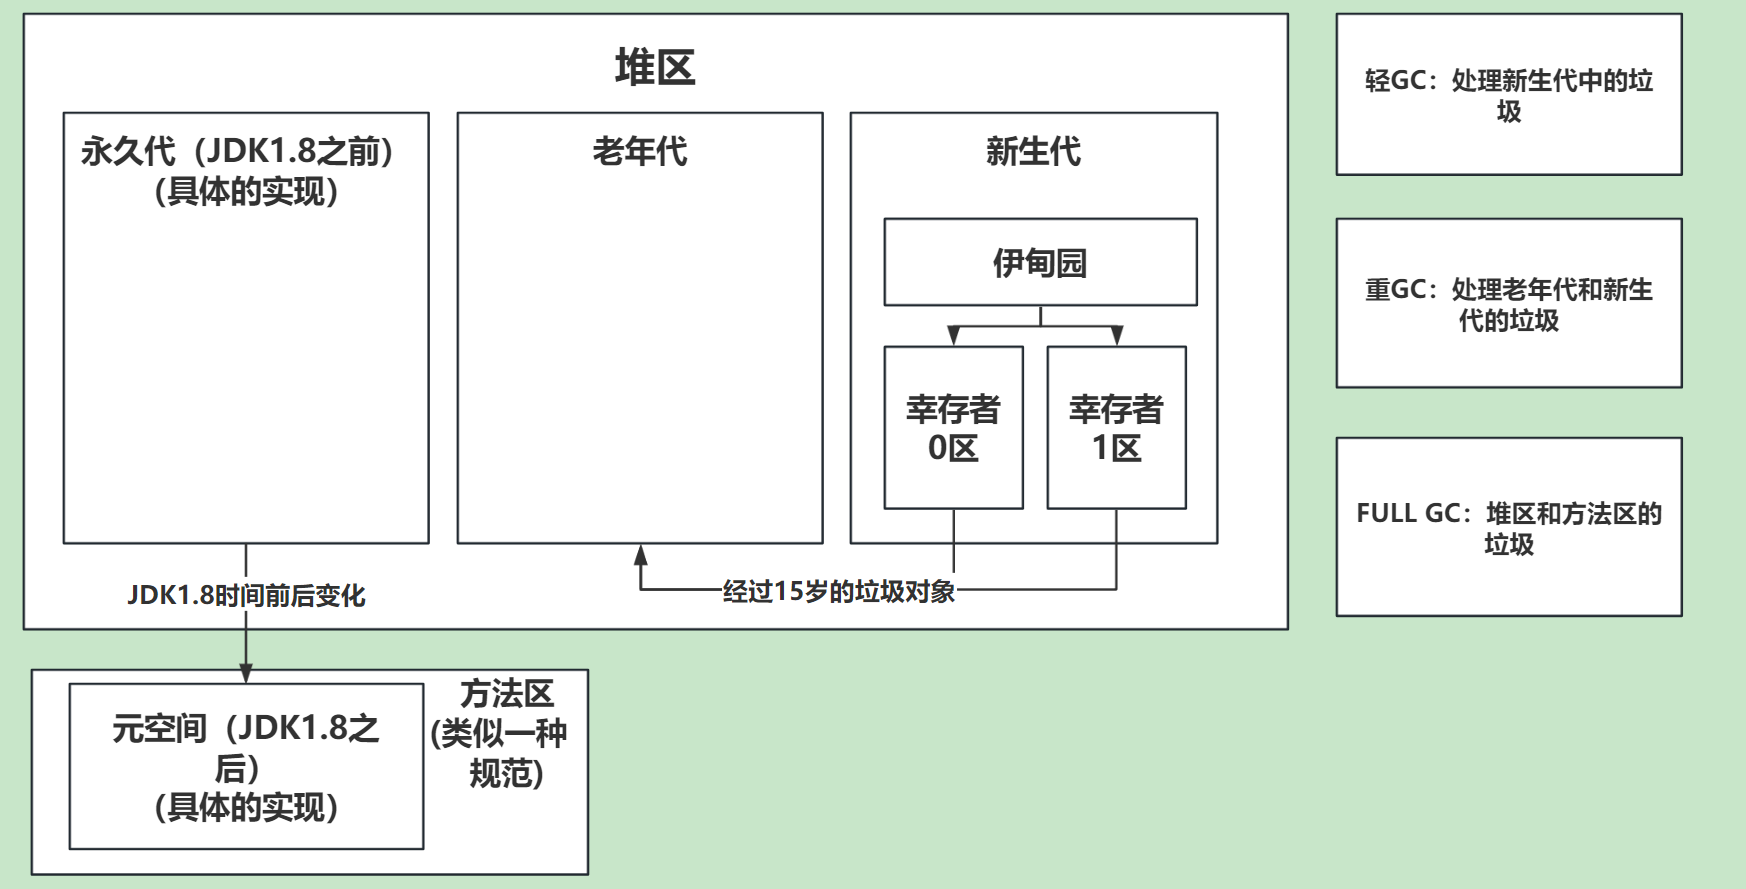 堆区
永久代（JDK1.8之前）
（具体的实现）
老年代
新生代
伊甸园
幸存者
0区
幸存者
1区
经过15岁的垃圾对象
JDK1.8时间前后变化
元空间（JDK1.8之
后）
（具体的实现）
方法区
(类似一种
规范)
轻GC：处理新生代中的垃
圾
重GC：处理老年代和新生
代的垃圾
FULL GC：堆区和方法区的
垃圾